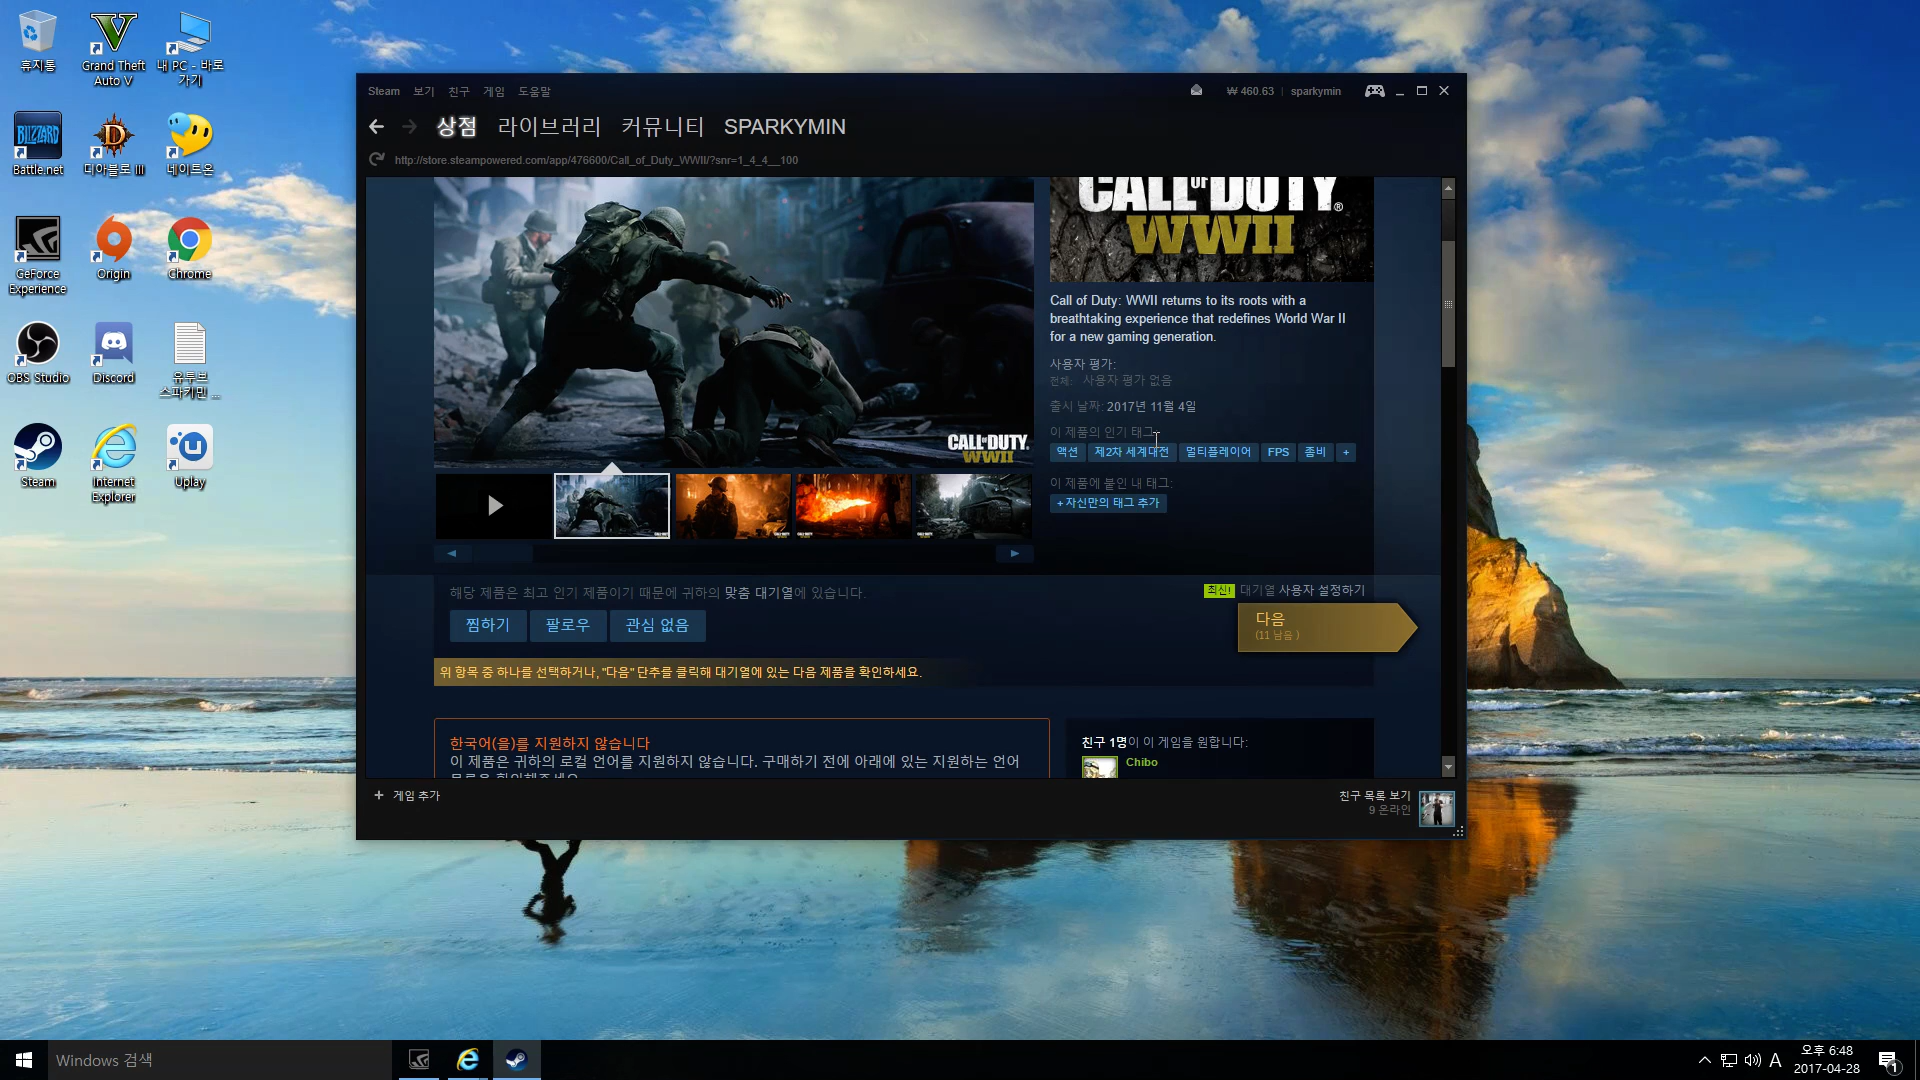 휴지통
Grand Theft
Auto V
내 PC - 바로
가기
BLIZZARD
Battle.net
디아블로 III
네이트온
GeForce
Experience
Origin
Chrome
OBS Studio
Discord
유투브
스파키민 ...
Steam
Internet
Explorer
Uplay
Steam 보기 친구 게임 도움말
₩ 460.63 | sparkymin
상점 라이브러리 커뮤니티 SPARKYMIN
http://store.steampowered.com/app/476600/Call_of_Duty_WWII/?snr=1_4_4__100
CALL OF DUTY®
WWII
CALL OF DUTY
WWII
Call of Duty: WWII returns to its roots with a
breathtaking experience that redefines World War II
for a new gaming generation.
사용자 평가:
전체: 사용자 평가 없음
출시 날짜: 2017년 11월 4일
이 제품의 인기 태그:
액션 제2차 세계대전 멀티플레이어 FPS 좀비 +
이 제품에 붙인 내 태그:
+ 자신만의 태그 추가
해당 제품은 최고 인기 제품이기 때문에 귀하의 맞춤 대기열에 있습니다.
최신! 대기열 사용자 설정하기
찜하기 팔로우 관심 없음
다음
(11 남음 )
위 항목 중 하나를 선택하거나, "다음" 단추를 클릭해 대기열에 있는 다음 제품을 확인하세요.
한국어(을)를 지원하지 않습니다
이 제품은 귀하의 로컬 언어를 지원하지 않습니다. 구매하기 전에 아래에 있는 지원하는 언어
목록을 확인해주세요
친구 1명이 이 게임을 원합니다:
Chibo
+ 게임 추가
친구 목록 보기
9 온라인
Windows 검색
A
오후 6:48
2017-04-28
1